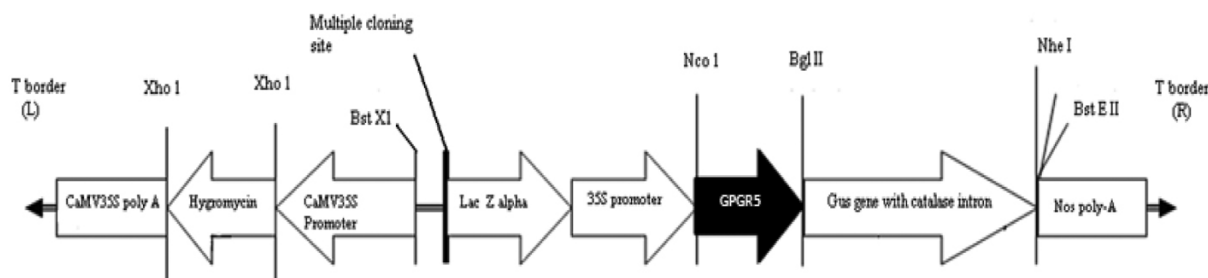 Multiple cloning
site
Nco 1
Bgl II
Nhe I
T border
(L)
Xho 1
Xho 1
Bst X1
Bst E II
T border
(R)
CaMV35S poly A
Hygromycin
CaMV35S
Promoter
Lac Z alpha
35S promoter
GPGR5
Gus gene with catalase intron
Nos poly-A